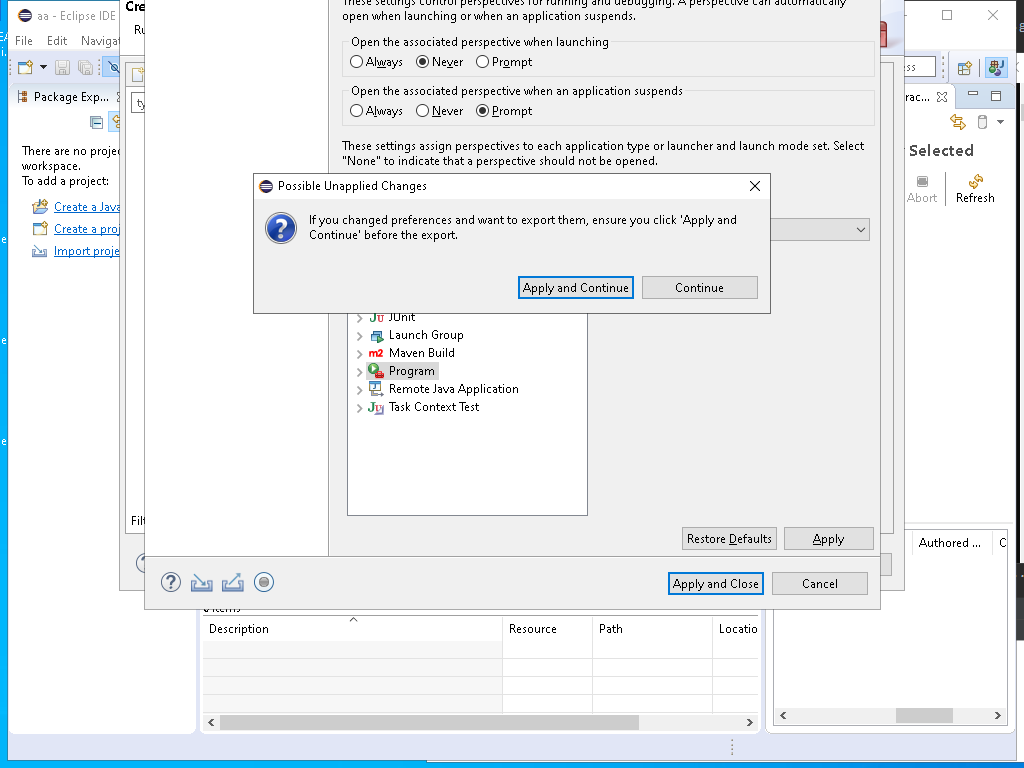 aa - Eclipse IDE
Cre
These settings control perspectives for running and debugging. A perspective can automatically
open when launching or when an application suspends.
File Edit Navigat
Ru
Open the associated perspective when launching
Always Never Prompt
Open the associated perspective when an application suspends
Always Never Prompt
These settings assign perspectives to each application type or launcher and launch mode set. Select
"None" to indicate that a perspective should not be opened.
Package Exp...
ty
ess
rac...
There are no proje
workspace.
To add a project:
Create a Java
Create a proj
Import proje
Selected
Abort
Refresh
Possible Unapplied Changes
If you changed preferences and want to export them, ensure you click 'Apply and
Continue' before the export.
Apply and Continue
Continue
JUnit
Launch Group
m2 Maven Build
Program
Remote Java Application
Ju Task Context Test
Filt
Restore Defaults
Apply
Apply and Close
Cancel
Authored ...
C
0 items
Description
Resource
Path
Locatio